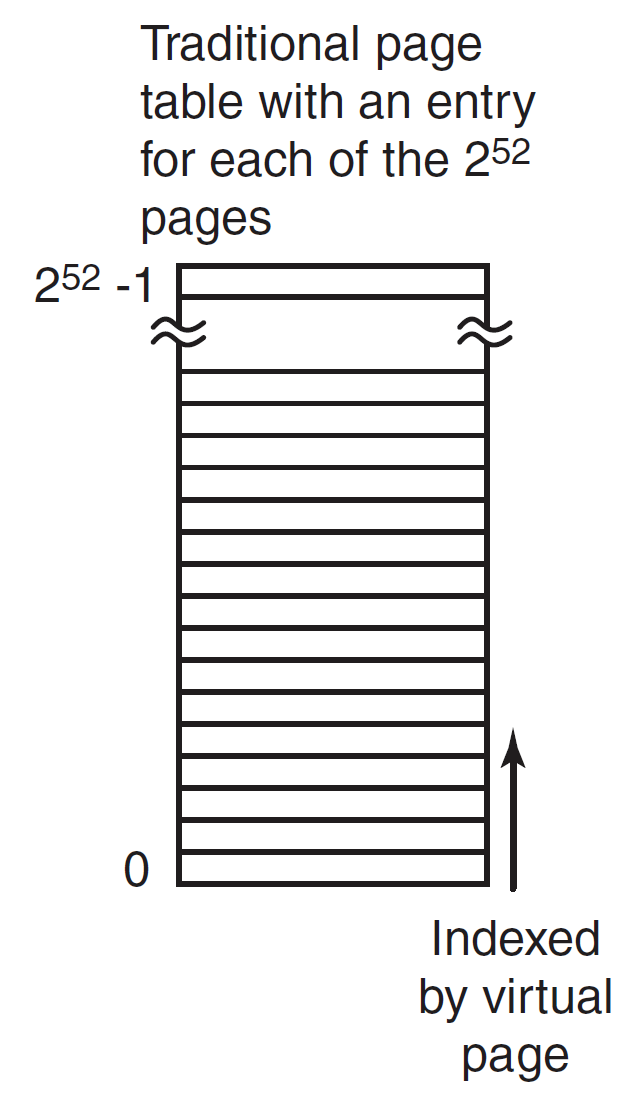 Traditional page
table with an entry
for each of the 2⁵²
pages
2⁵² -1
0
Indexed
by virtual
page